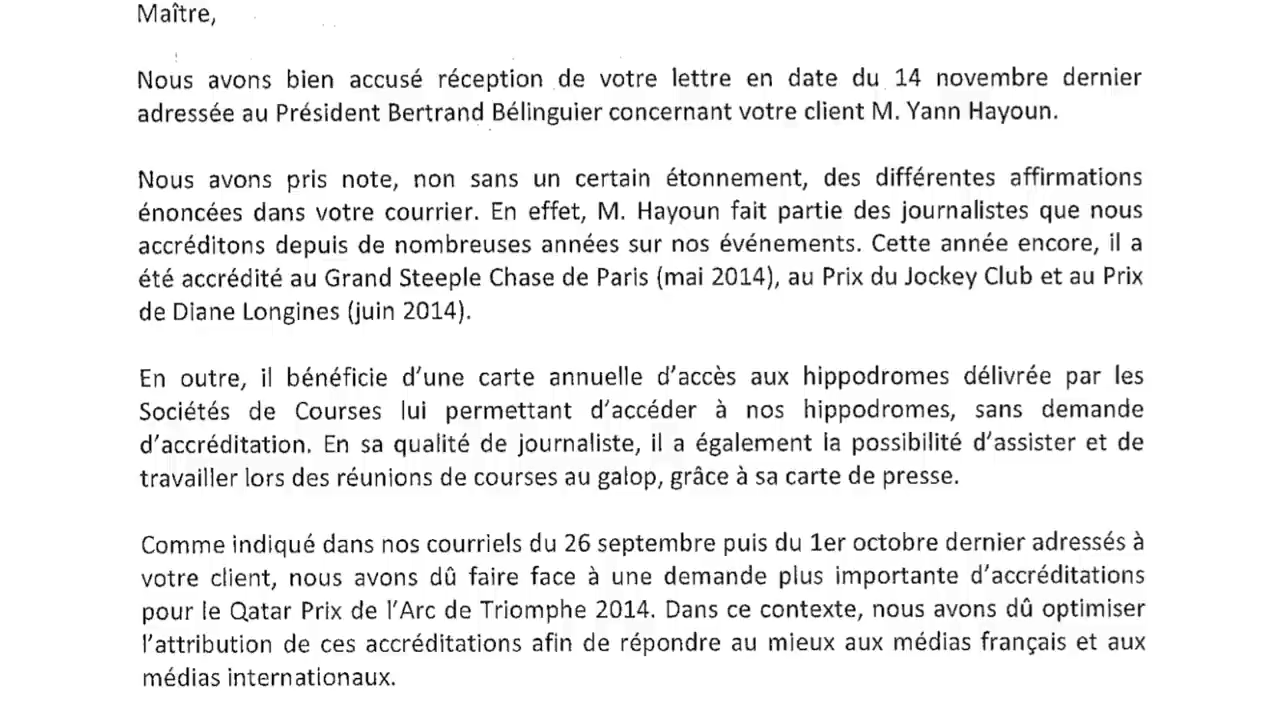 Maître,
Nous avons bien accusé réception de votre lettre en date du 14 novembre dernier
adressée au Président Bertrand Bélinguier concernant votre client M. Yann Hayoun.
Nous avons pris note, non sans un certain étonnement, des différentes affirmations
énoncées dans votre courrier. En effet, M. Hayoun fait partie des journalistes que nous
accréditons depuis de nombreuses années sur nos événements. Cette année encore, il a
été accrédité au Grand Steeple Chase de Paris (mai 2014), au Prix du Jockey Club et au Prix
de Diane Longines (juin 2014).
En outre, il bénéficie d'une carte annuelle d'accès aux hippodromes délivrée par les
Sociétés de Courses lui permettant d'accéder à nos hippodromes, sans demande
d'accréditation. En sa qualité de journaliste, il a également la possibilité d'assister et de
travailler lors des réunions de courses au galop, grâce à sa carte de presse.
Comme indiqué dans nos courriels du 26 septembre puis du 1er octobre dernier adressés à
votre client, nous avons dû faire face à une demande plus importante d'accréditations
pour le Qatar Prix de l'Arc de Triomphe 2014. Dans ce contexte, nous avons dû optimiser
l'attribution de ces accréditations afin de répondre au mieux aux médias français et aux
médias internationaux.